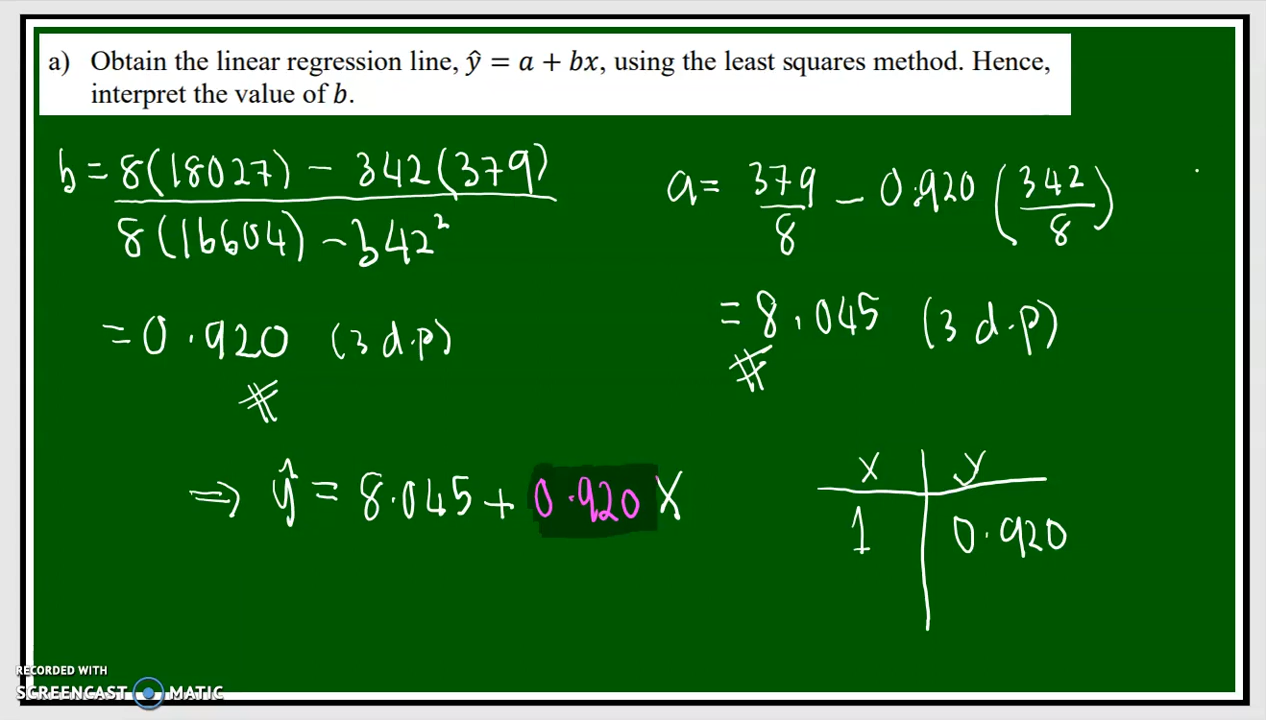 a) Obtain the linear regression line, ŷ = a + bx, using the least squares method. Hence,
interpret the value of b.
b = 8(18027) - 342(379)
8(16604) - 342²
= 0.920 (3 d.p)
#
a = 379/8 - 0.920 (342/8)
= 8.045 (3 d.p)
#
⇒ ŷ = 8.045 + 0.920 X
X Y
1 0.920
RECORDED WITH
SCREENCAST MATIC